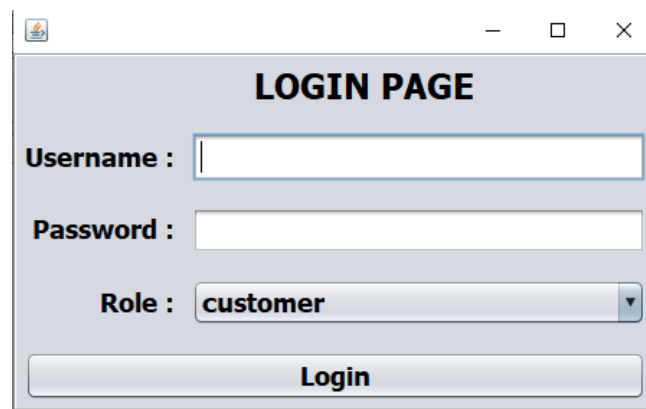 LOGIN PAGE
Username :
Password :
Role : customer
Login